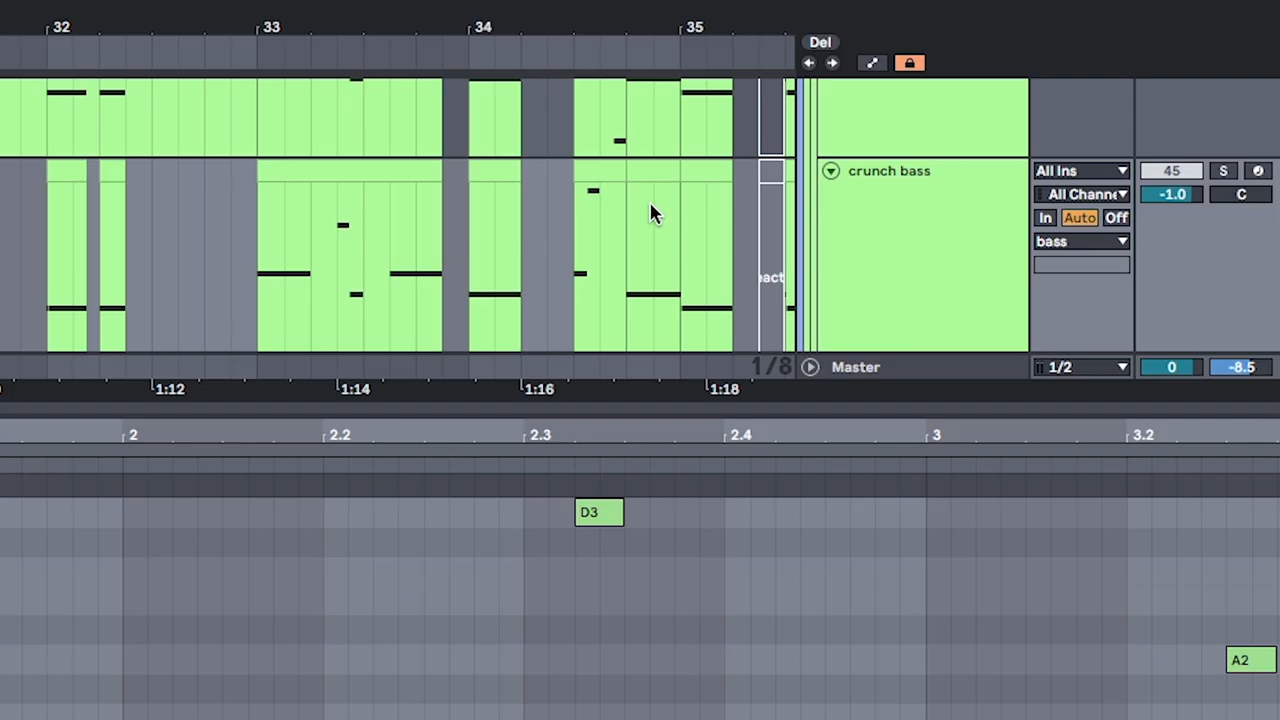 32 33 34 35
Del
crunch bass
All Ins 45 S
All Channe -1.0 C
In Auto Off
bass
eact
1/8 Master 1/2 0 -8.5
1:12 1:14 1:16 1:18
2 2.2 2.3 2.4 3 3.2
D3
A2